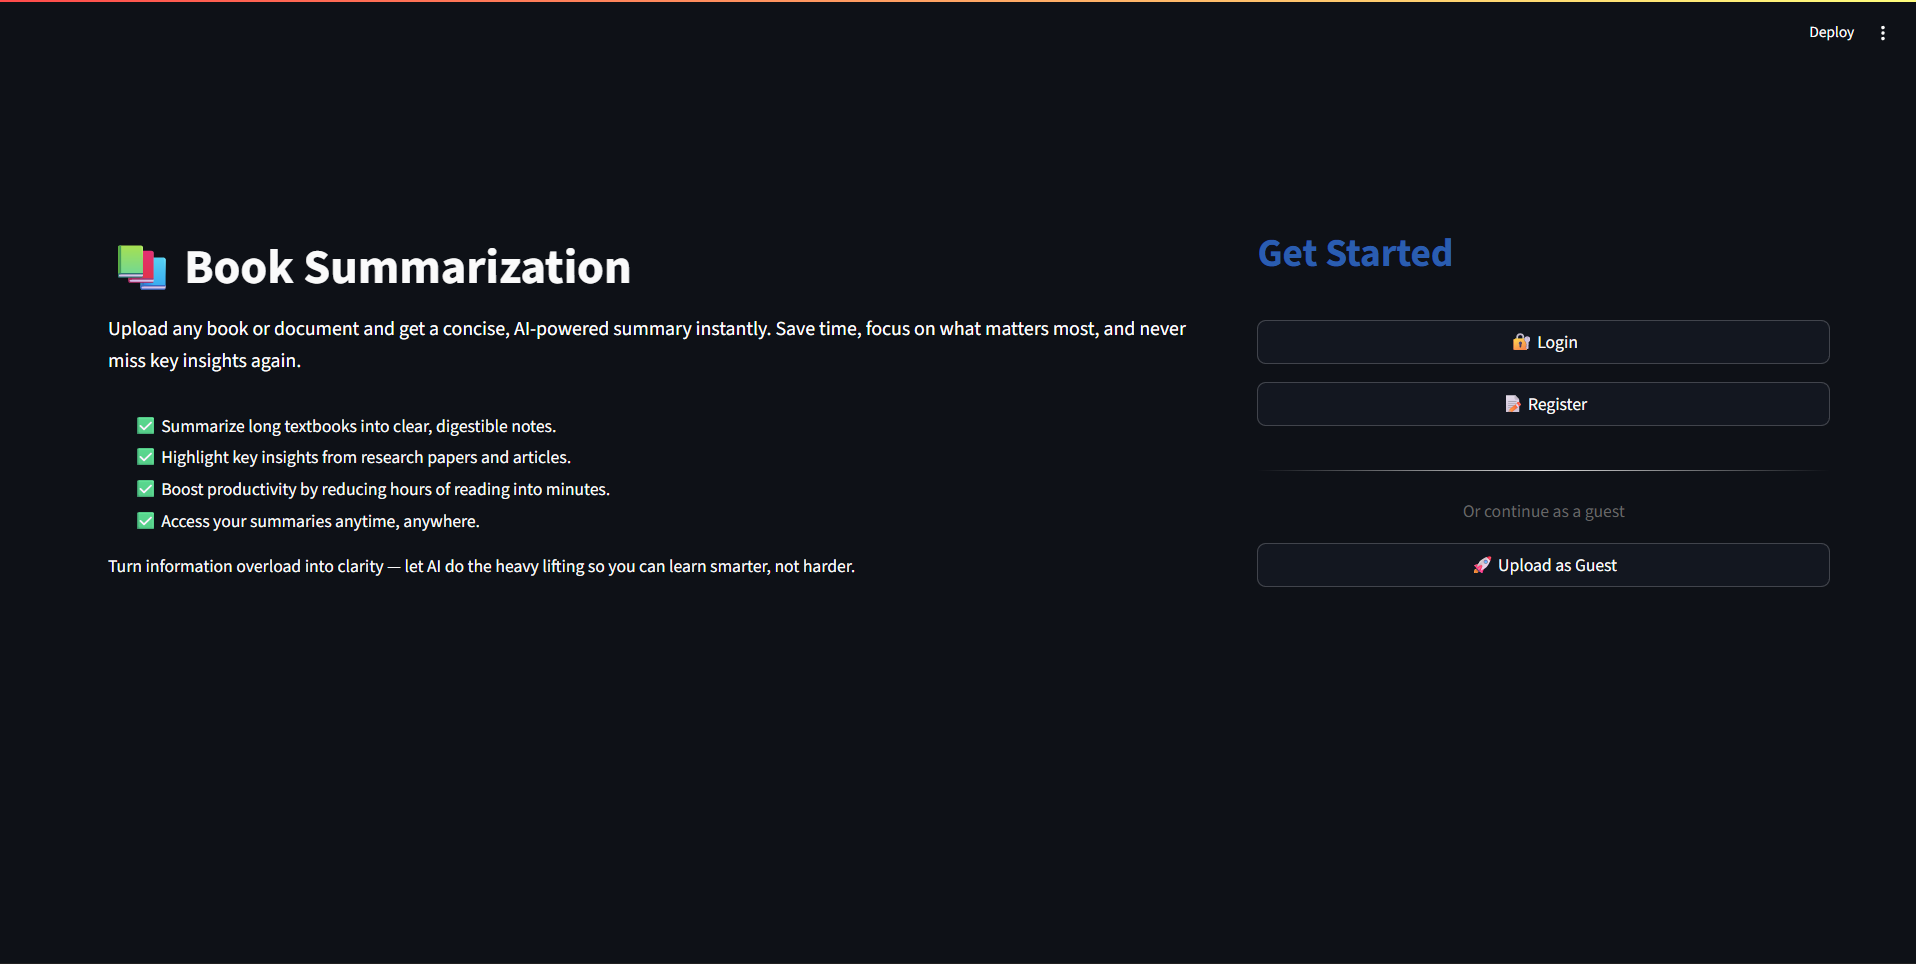 Deploy
📚 Book Summarization
Upload any book or document and get a concise, AI-powered summary instantly. Save time, focus on what matters most, and never
miss key insights again.
✅ Summarize long textbooks into clear, digestible notes.
✅ Highlight key insights from research papers and articles.
✅ Boost productivity by reducing hours of reading into minutes.
✅ Access your summaries anytime, anywhere.
Turn information overload into clarity — let AI do the heavy lifting so you can learn smarter, not harder.
Get Started
🔐 Login
📝 Register
Or continue as a guest
🚀 Upload as Guest